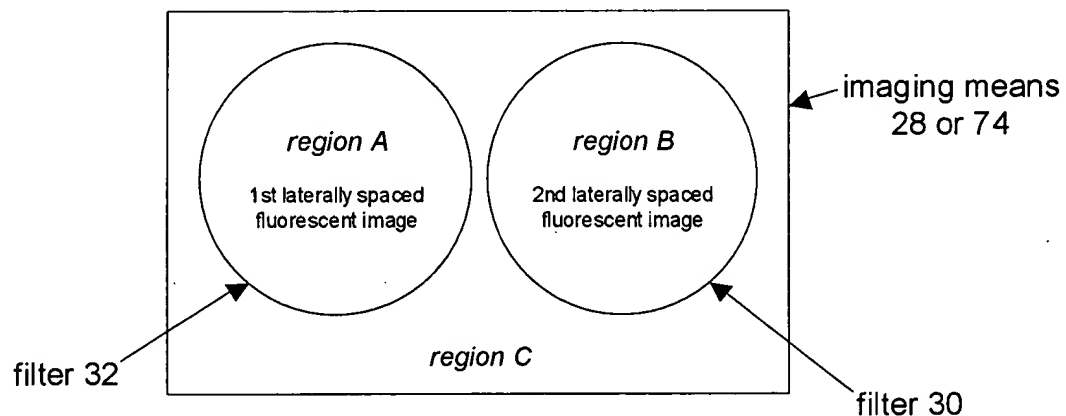 region A
1st laterally spaced
fluorescent image
region B
2nd laterally spaced
fluorescent image
imaging means
28 or 74
region C
filter 32
filter 30